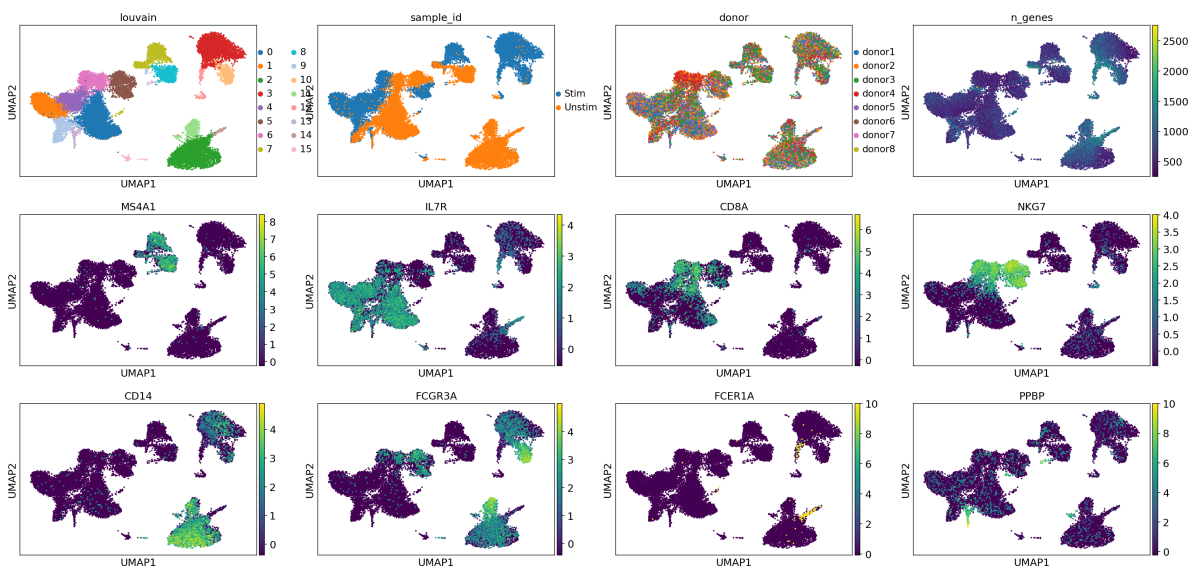 louvain
UMAP2
UMAP1
0
1
2
3
4
5
6
7
8
9
10
11
12
13
14
15
sample_id
UMAP2
UMAP1
Stim
Unstim
donor
UMAP2
UMAP1
donor1
donor2
donor3
donor4
donor5
donor6
donor7
donor8
n_genes
UMAP2
UMAP1
2500
2000
1500
1000
500
MS4A1
UMAP2
UMAP1
8
7
6
5
4
3
2
1
0
IL7R
UMAP2
UMAP1
4
3
2
1
0
CD8A
UMAP2
UMAP1
6
5
4
3
2
1
0
NKG7
UMAP2
UMAP1
4.0
3.5
3.0
2.5
2.0
1.5
1.0
0.5
0.0
CD14
UMAP2
UMAP1
4
3
2
1
0
FCGR3A
UMAP2
UMAP1
4
3
2
1
0
FCER1A
UMAP2
UMAP1
10
8
6
4
2
0
PPBP
UMAP2
UMAP1
10
8
6
4
2
0